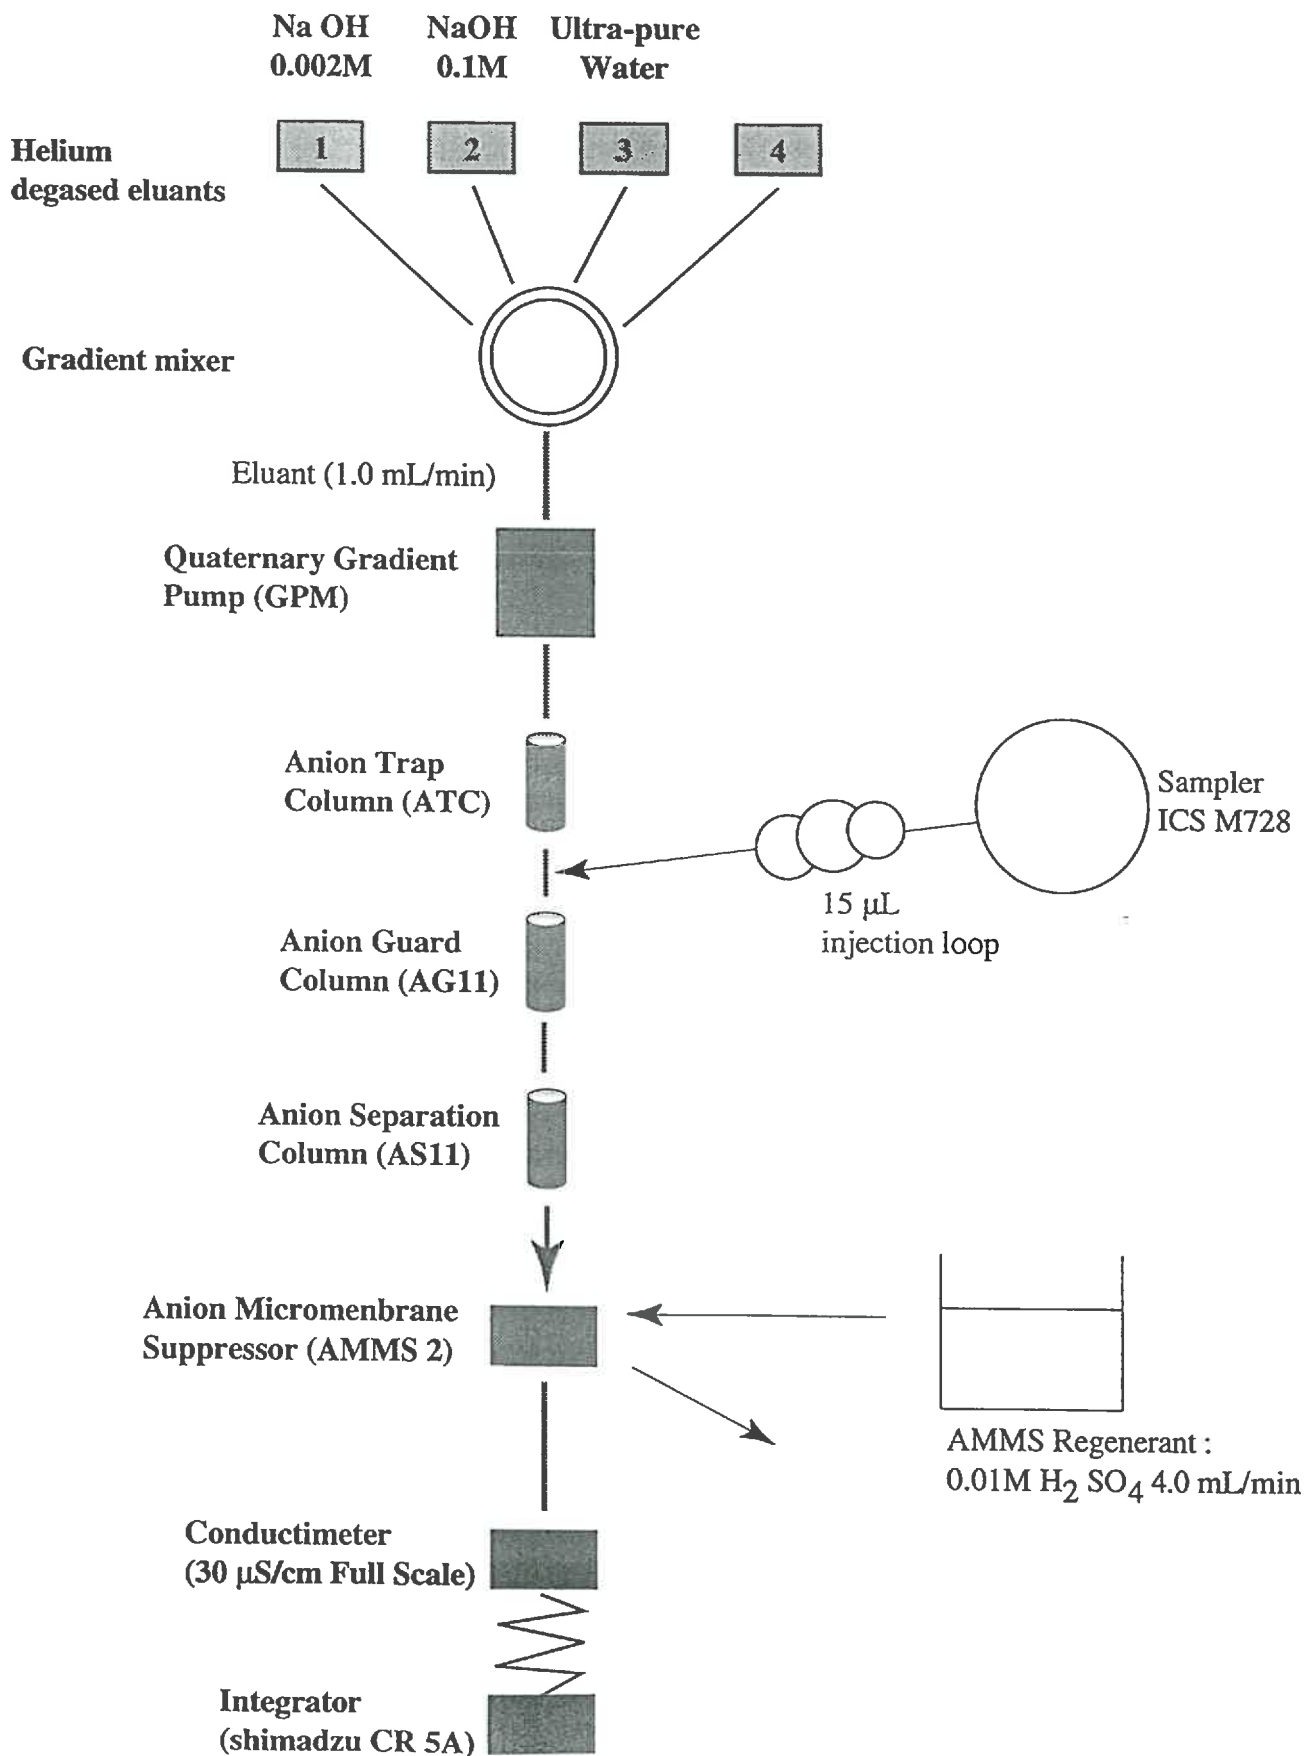 Na OH NaOH Ultra-pure
0.002M 0.1M Water
Helium
degased eluants
1 2 3 4
Gradient mixer
Eluant (1.0 mL/min)
Quaternary Gradient
Pump (GPM)
Anion Trap
Column (ATC)
Sampler
ICS M728
15 µL
injection loop
Anion Guard
Column (AG11)
Anion Separation
Column (AS11)
Anion Micromenbrane
Suppressor (AMMS 2)
AMMS Regenerant :
0.01M H2 SO4 4.0 mL/min
Conductimeter
(30 µS/cm Full Scale)
Integrator
(shimadzu CR 5A)